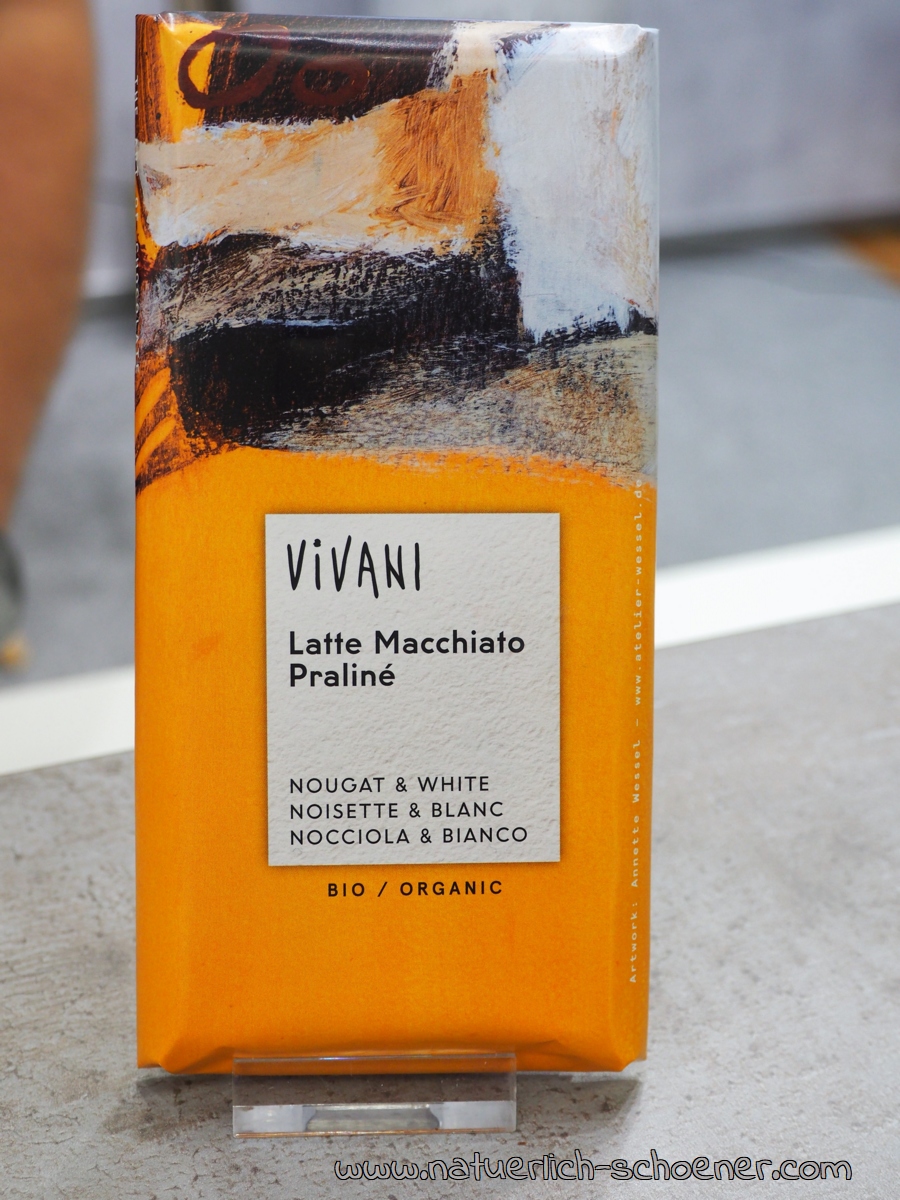 ViVANI
Latte Macchiato
Praliné
NOUGAT & WHITE
NOISETTE & BLANC
NOCCIOLA & BIANCO
BIO / ORGANIC
Artwork: Annette Wessel – www.atelier-wessel.de
www.natuerlich-schoener.com